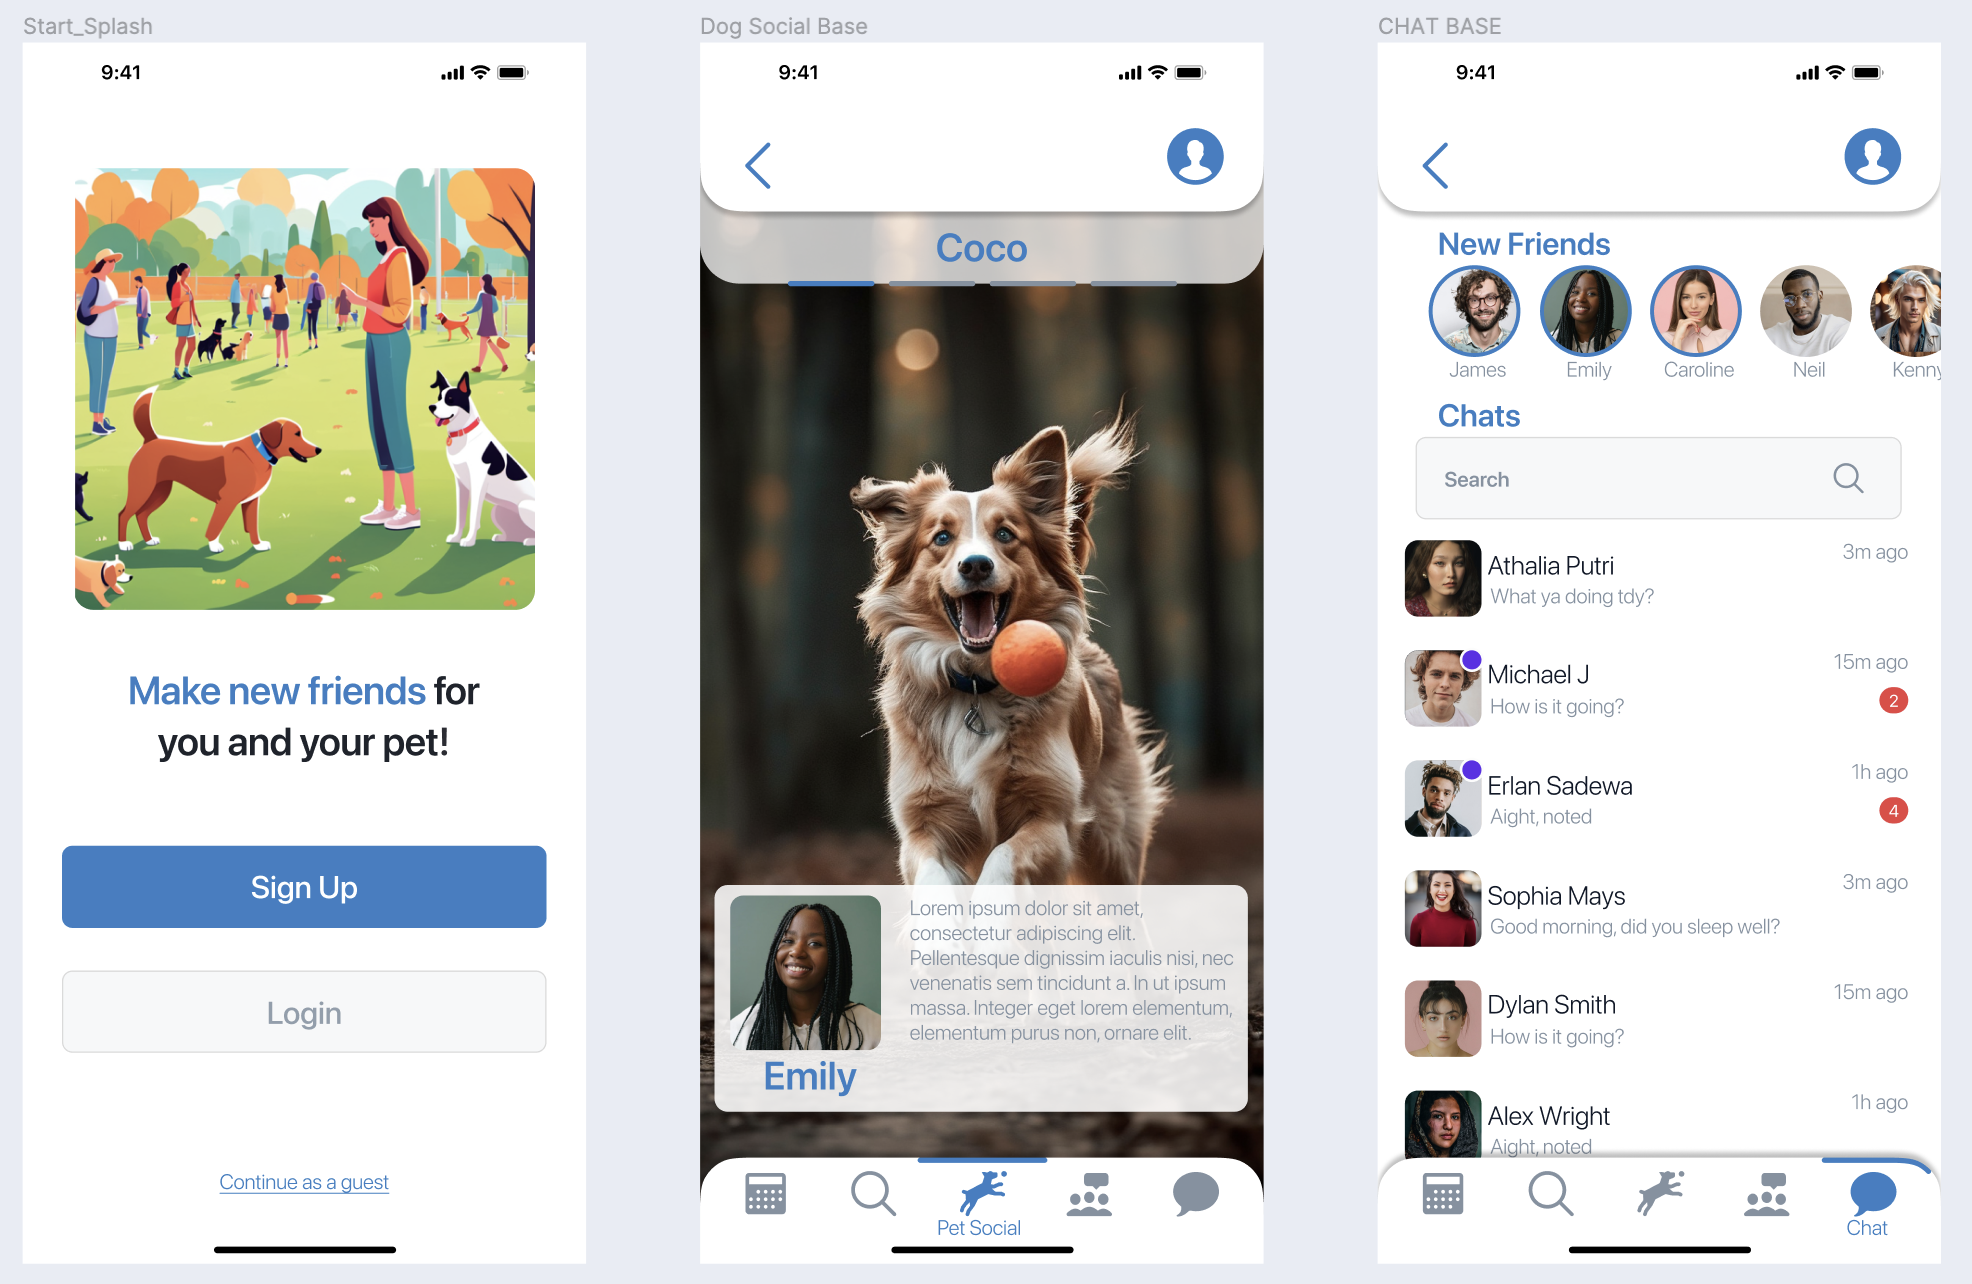 Start_Splash
9:41
Make new friends for
you and your pet!
Sign Up
Login
Continue as a guest
Dog Social Base
9:41
Coco
Lorem ipsum dolor sit amet,
consectetur adipiscing elit.
Pellentesque dignissim iaculis nisi, nec
venenatis sem tincidunt a. In ut ipsum
massa. Integer eget lorem elementum,
elementum purus non, ornare elit.
Emily
Pet Social
CHAT BASE
9:41
New Friends
James
Emily
Caroline
Neil
Kenny
Chats
Search
Athalia Putri
3m ago
What ya doing tdy?
Michael J
15m ago
How is it going?
2
Erlan Sadewa
1h ago
Aight, noted
4
Sophia Mays
3m ago
Good morning, did you sleep well?
Dylan Smith
15m ago
How is it going?
Alex Wright
1h ago
Aight, noted
Chat